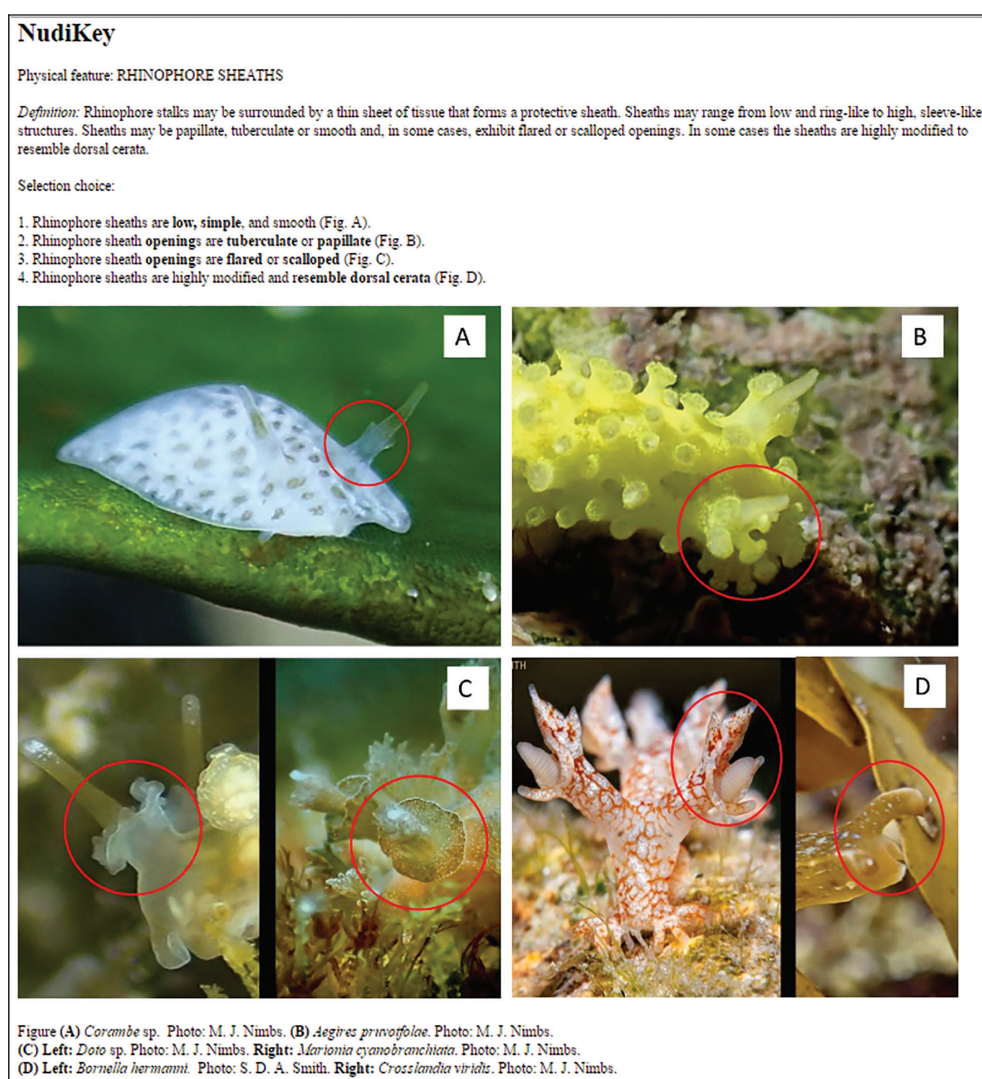 NudiKey
Physical feature: RHINOPHORE SHEATHS
Definition: Rhinophore stalks may be surrounded by a thin sheet of tissue that forms a protective sheath. Sheaths may range from low and ring-like to high, sleeve-like
structures. Sheaths may be papillate, tuberculate or smooth and, in some cases, exhibit flared or scalloped openings. In some cases the sheaths are highly modified to
resemble dorsal cerata.
Selection choice:
1. Rhinophore sheaths are low, simple, and smooth (Fig. A).
2. Rhinophore sheath openings are tuberculate or papillate (Fig. B).
3. Rhinophore sheath openings are flared or scalloped (Fig. C).
4. Rhinophore sheaths are highly modified and resemble dorsal cerata (Fig. D).
A
B
C
ITH
D
Figure (A) Corambe sp. Photo: M. J. Nimbs. (B) Aegires pruvotfolae. Photo: M. J. Nimbs.
(C) Left: Doto sp. Photo: M. J. Nimbs. Right: Marionia cyanobranchiata. Photo: M. J. Nimbs.
(D) Left: Bornella hermanni. Photo: S. D. A. Smith. Right: Crosslandia viridis. Photo: M. J. Nimbs.